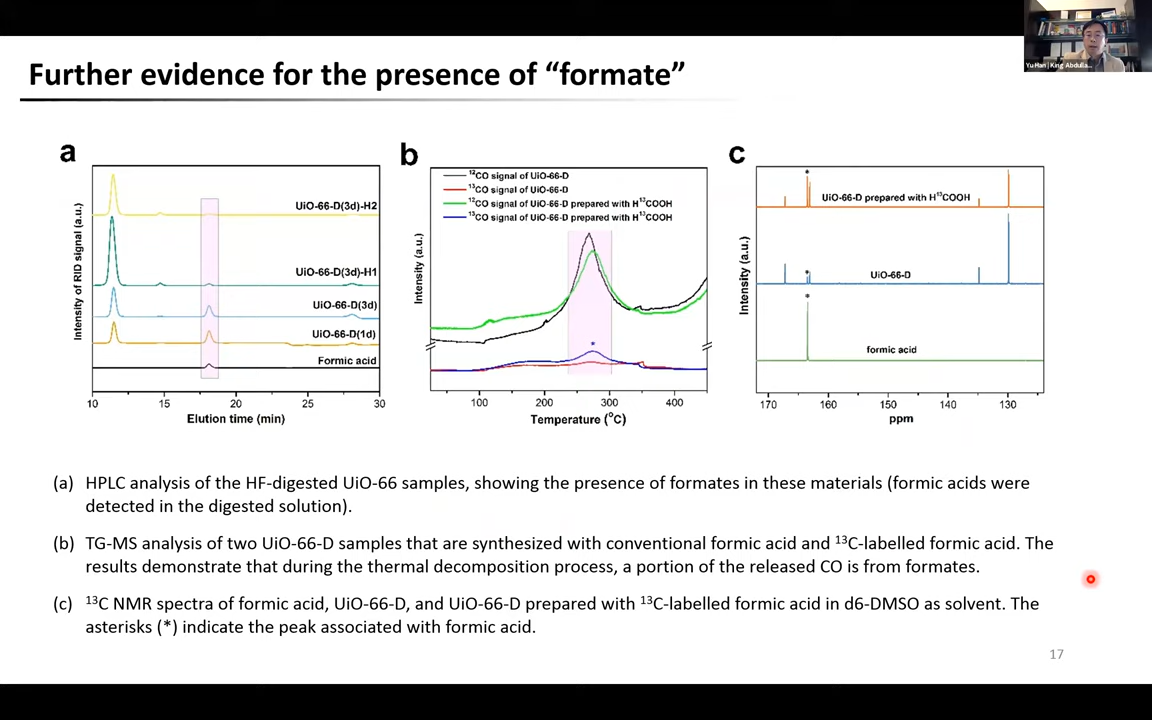 Yu Han | King Abdulla...
Further evidence for the presence of “formate”
a
Intensity of RID signal (a.u.)
UiO-66-D(3d)-H2
UiO-66-D(3d)-H1
UiO-66-D(3d)
UiO-66-D(1d)
Formic acid
10 15 20 25 30
Elution time (min)
b
Intensity (a.u.)
¹²CO signal of UiO-66-D
¹³CO signal of UiO-66-D
¹²CO signal of UiO-66-D prepared with H¹³COOH
¹³CO signal of UiO-66-D prepared with H¹³COOH
*
100 200 300 400
Temperature (°C)
c
Intensity (a.u.)
*
UiO-66-D prepared with H¹³COOH
*
UiO-66-D
*
formic acid
170 160 150 140 130
ppm
(a) HPLC analysis of the HF-digested UiO-66 samples, showing the presence of formates in these materials (formic acids were
detected in the digested solution).
(b) TG-MS analysis of two UiO-66-D samples that are synthesized with conventional formic acid and ¹³C-labelled formic acid. The
results demonstrate that during the thermal decomposition process, a portion of the released CO is from formates.
(c) ¹³C NMR spectra of formic acid, UiO-66-D, and UiO-66-D prepared with ¹³C-labelled formic acid in d6-DMSO as solvent. The
asterisks (*) indicate the peak associated with formic acid.
17